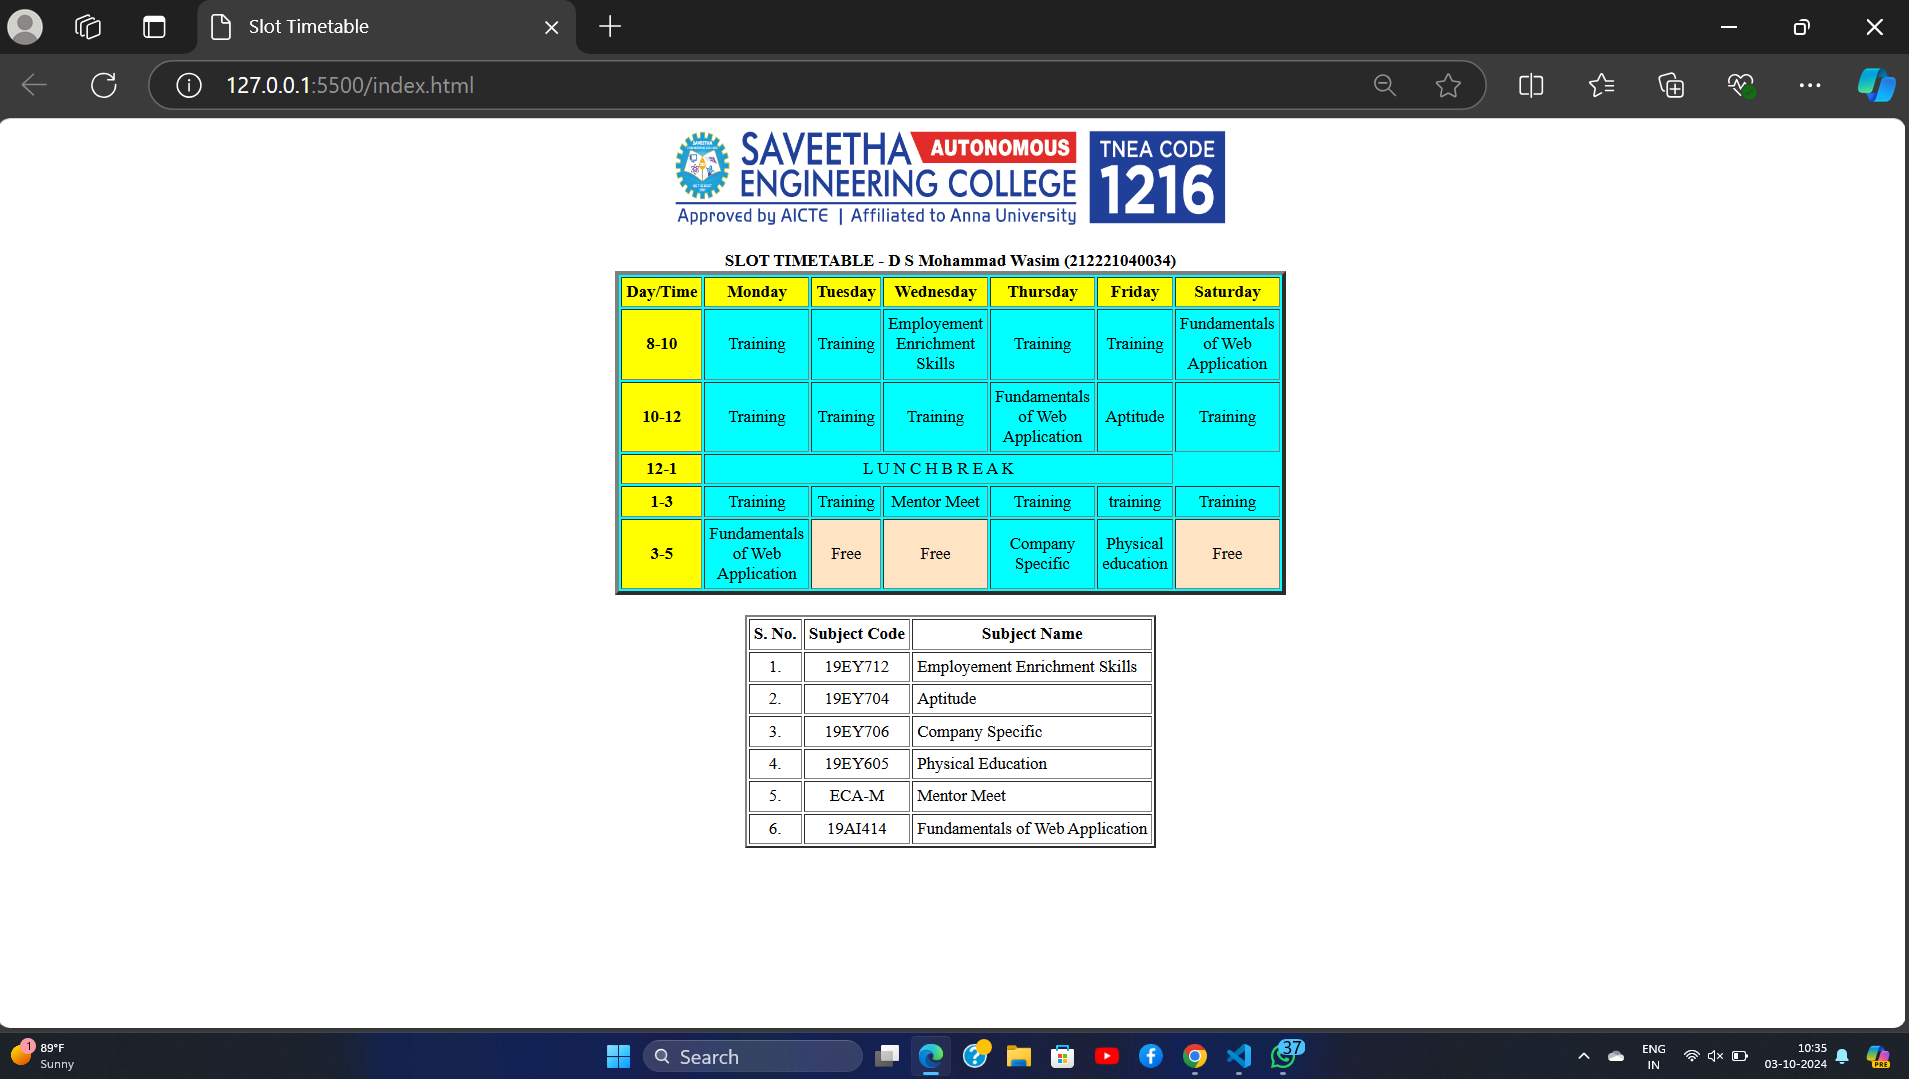 Slot Timetable
127.0.0.1:5500/index.html
SAVEETHA AUTONOMOUS
ENGINEERING COLLEGE
Approved by AICTE | Affiliated to Anna University
TNEA CODE
1216
SLOT TIMETABLE - D S Mohammad Wasim (212221040034)
Day/Time Monday Tuesday Wednesday Thursday Friday Saturday
8-10 Training Training Employement Enrichment Skills Training Training Fundamentals of Web Application
10-12 Training Training Training Fundamentals of Web Application Aptitude Training
12-1 L U N C H B R E A K
1-3 Training Training Mentor Meet Training training Training
3-5 Fundamentals of Web Application Free Free Company Specific Physical education Free
S. No. Subject Code Subject Name
1. 19EY712 Employement Enrichment Skills
2. 19EY704 Aptitude
3. 19EY706 Company Specific
4. 19EY605 Physical Education
5. ECA-M Mentor Meet
6. 19AI414 Fundamentals of Web Application
1
89°F
Sunny
Search
37
ENG
IN
10:35
03-10-2024
PRE